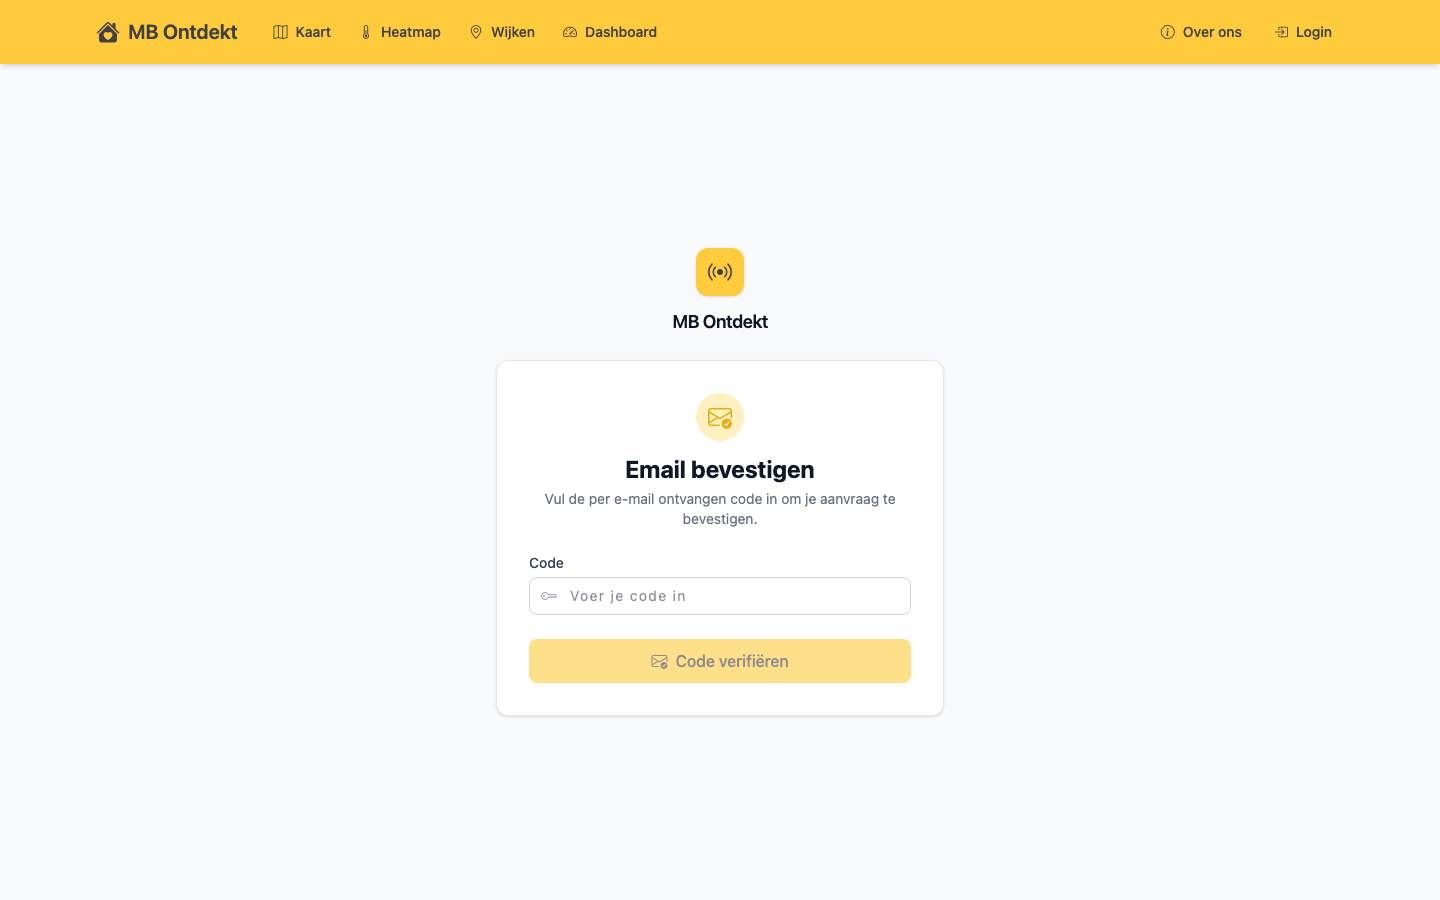 MB Ontdekt
Kaart
Heatmap
Wijken
Dashboard
Over ons
Login
MB Ontdekt
Email bevestigen
Vul de per e-mail ontvangen code in om je aanvraag te
bevestigen.
Code
Voer je code in
Code verifiëren